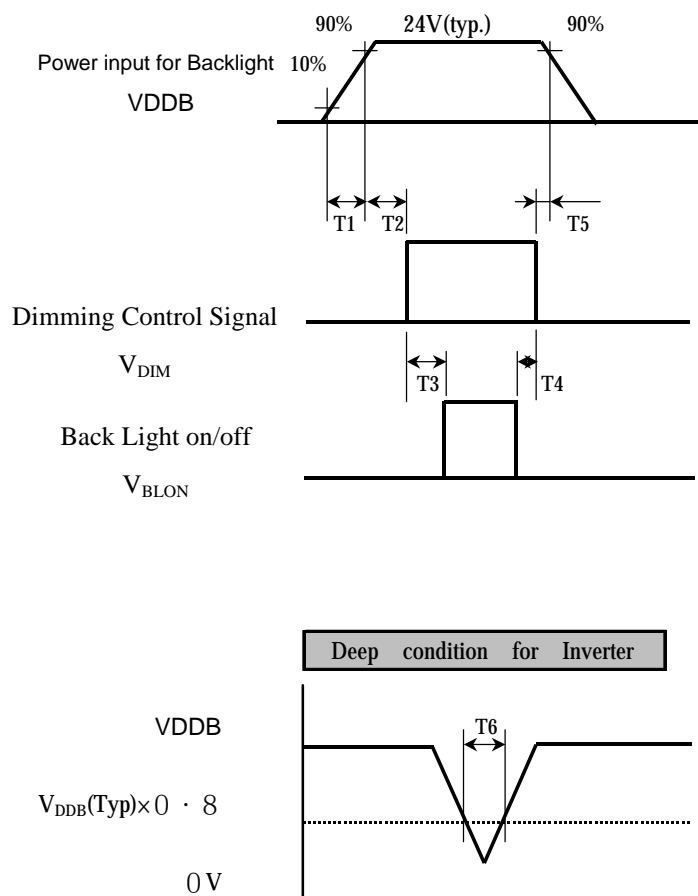 90% 24V(typ.) 90%
Power input for Backlight 10%
VDDB
T1 T2 T5
Dimming Control Signal
VDIM
T3 T4
Back Light on/off
VBLON
Deep condition for Inverter
VDDB
T6
VDDB(Typ)×0・8
0V